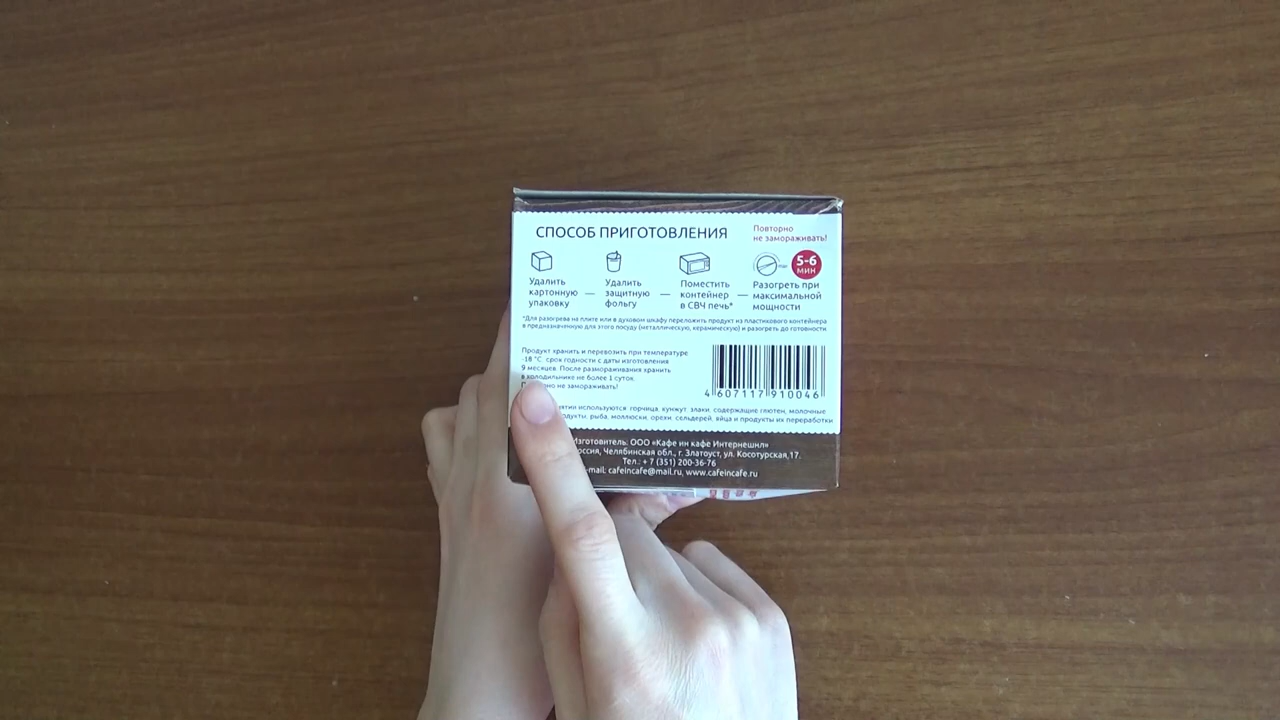 СПОСОБ ПРИГОТОВЛЕНИЯ
Повторно
не замораживать!
Удалить
картонную
упаковку
Удалить
защитную
фольгу
Поместить
контейнер
в СВЧ печь*
max
5-6
МИН
Разогреть при
максимальной
мощности
*Для разогрева на плите или в духовом шкафу переложить продукт из пластикового контейнера
в предназначенную для этого посуду (металлическую, керамическую) и разогреть до готовности.
Продукт хранить и перевозить при температуре
-18 °С. срок годности с даты изготовления
9 месяцев. После размораживания хранить
в холодильнике не более 1 суток.
не замораживать!
4 607117 910046
используются горчица, кунжут, злаки, содержащие глютен, молочные
рыба, моллюски, орехи, сельдерей, яйца и продукты их переработки
Изготовитель: ООО «Кафе ин кафе Интернешнл»
Челябинская обл., г. Златоуст, ул. Косотурская,17.
Тел.: + 7 (351) 200-36-76
cafeincafe@mail.ru, www.cafeincafe.ru